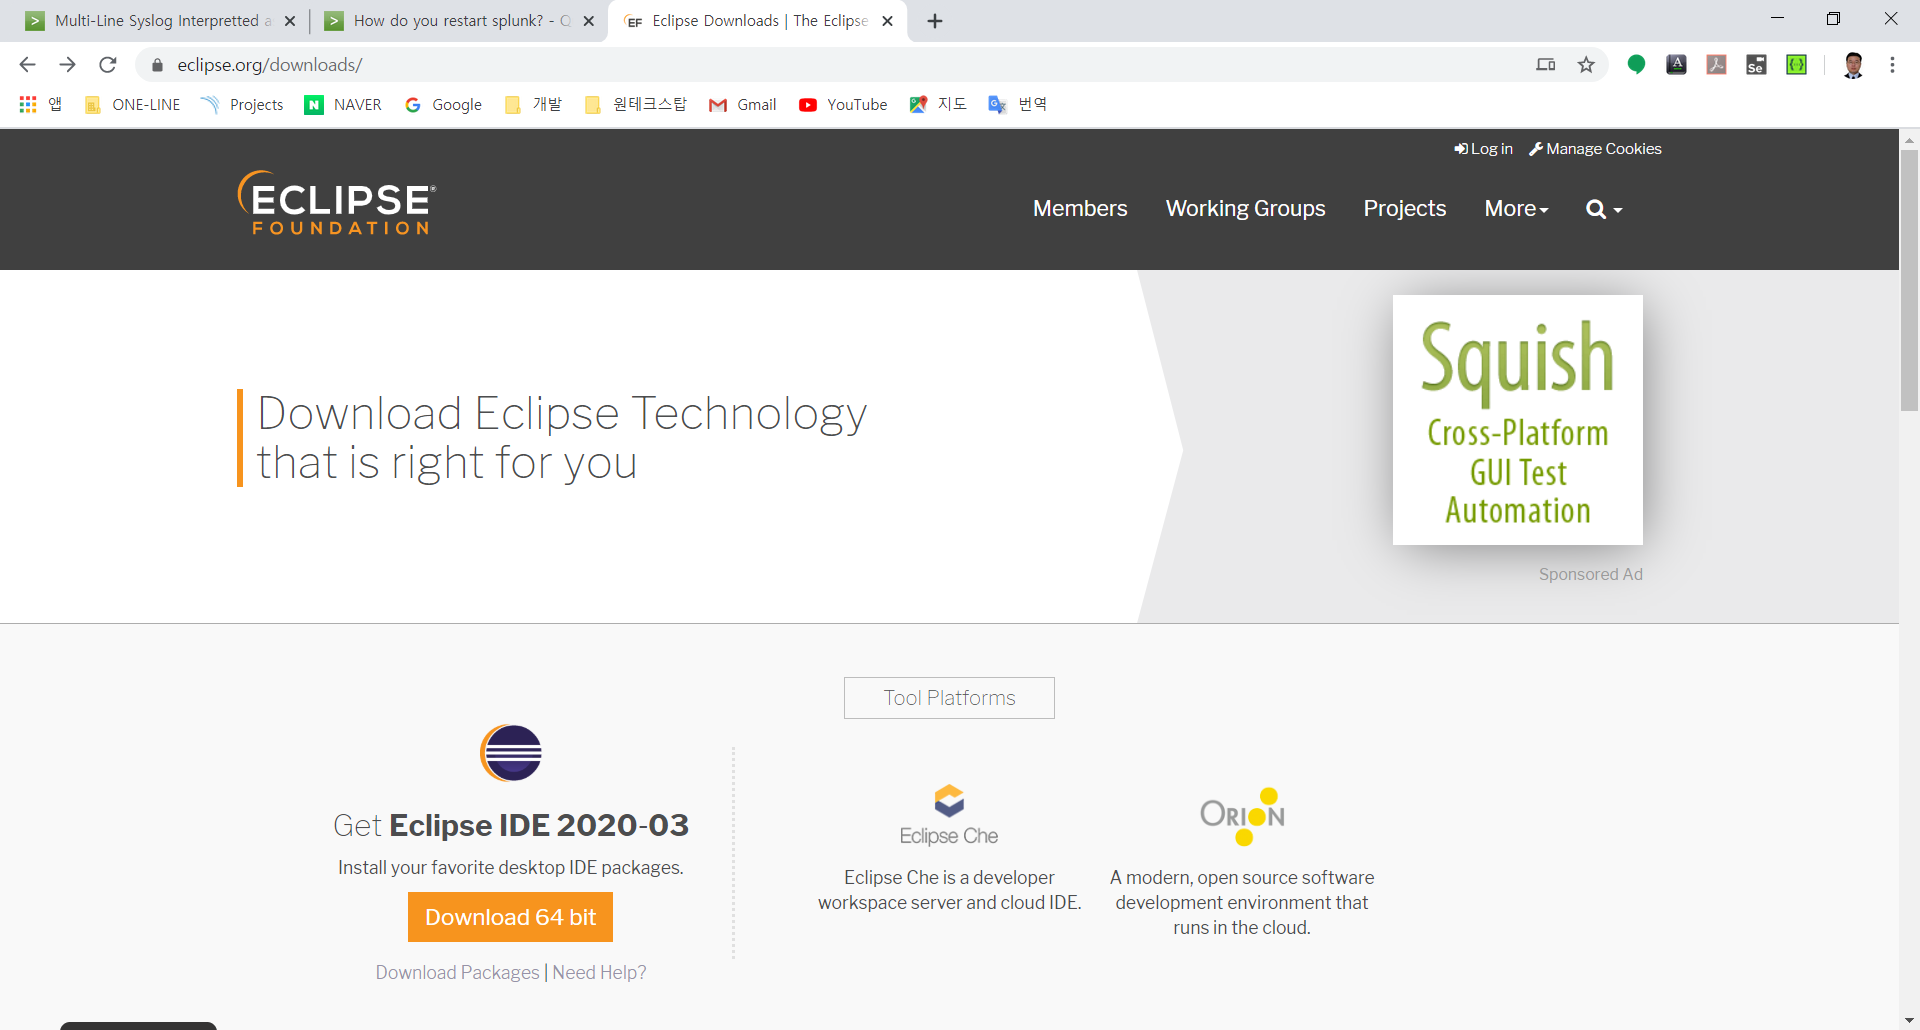 Multi-Line Syslog Interpretted a
How do you restart splunk? - Q
EF Eclipse Downloads | The Eclipse
eclipse.org/downloads/
앱
ONE-LINE
Projects
N NAVER
Google
개발
원테크스탑
Gmail
YouTube
지도
번역
Log in
Manage Cookies
ECLIPSE®
FOUNDATION
Members
Working Groups
Projects
More
Download Eclipse Technology
that is right for you
Squish
Cross-Platform
GUI Test
Automation
Sponsored Ad
Tool Platforms
Get Eclipse IDE 2020-03
Install your favorite desktop IDE packages.
Download 64 bit
Download Packages | Need Help?
Eclipse Che
Eclipse Che is a developer
workspace server and cloud IDE.
ORION
A modern, open source software
development environment that
runs in the cloud.